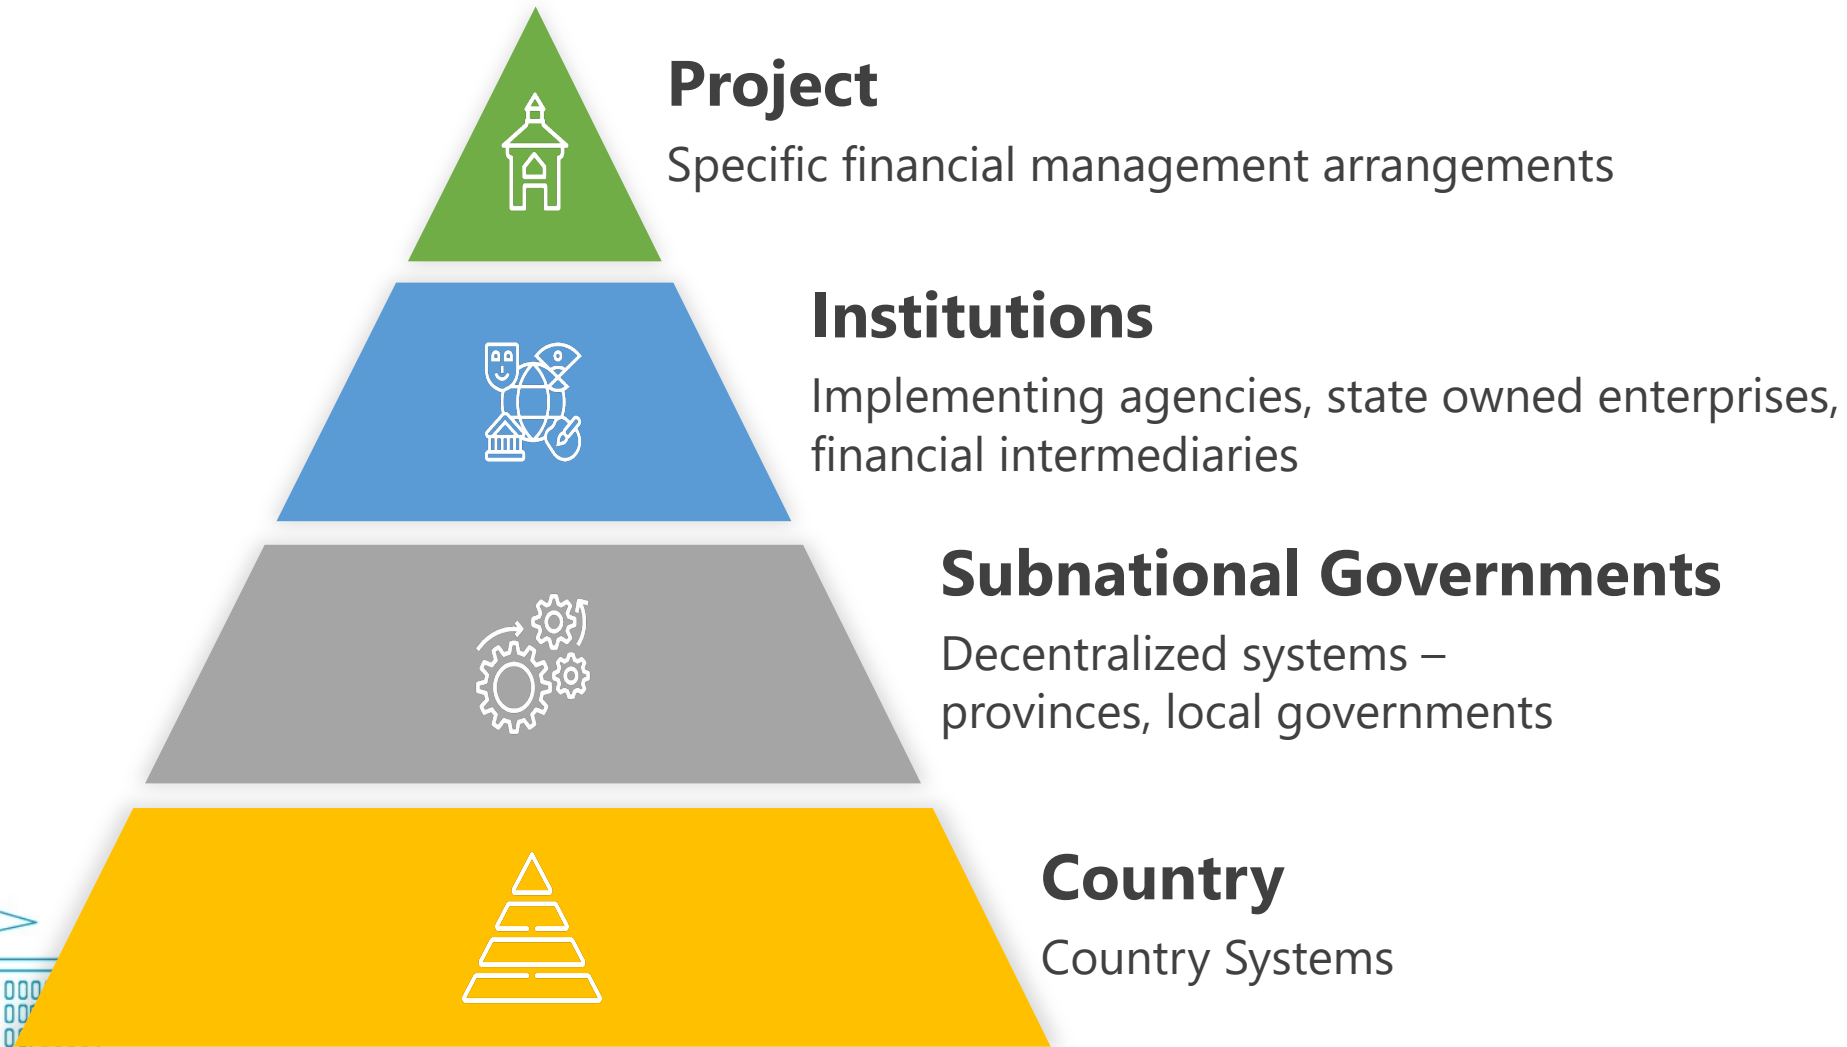 Project
Specific financial management arrangements
Institutions
Implementing agencies, state owned enterprises,
financial intermediaries
Subnational Governments
Decentralized systems –
provinces, local governments
Country
Country Systems